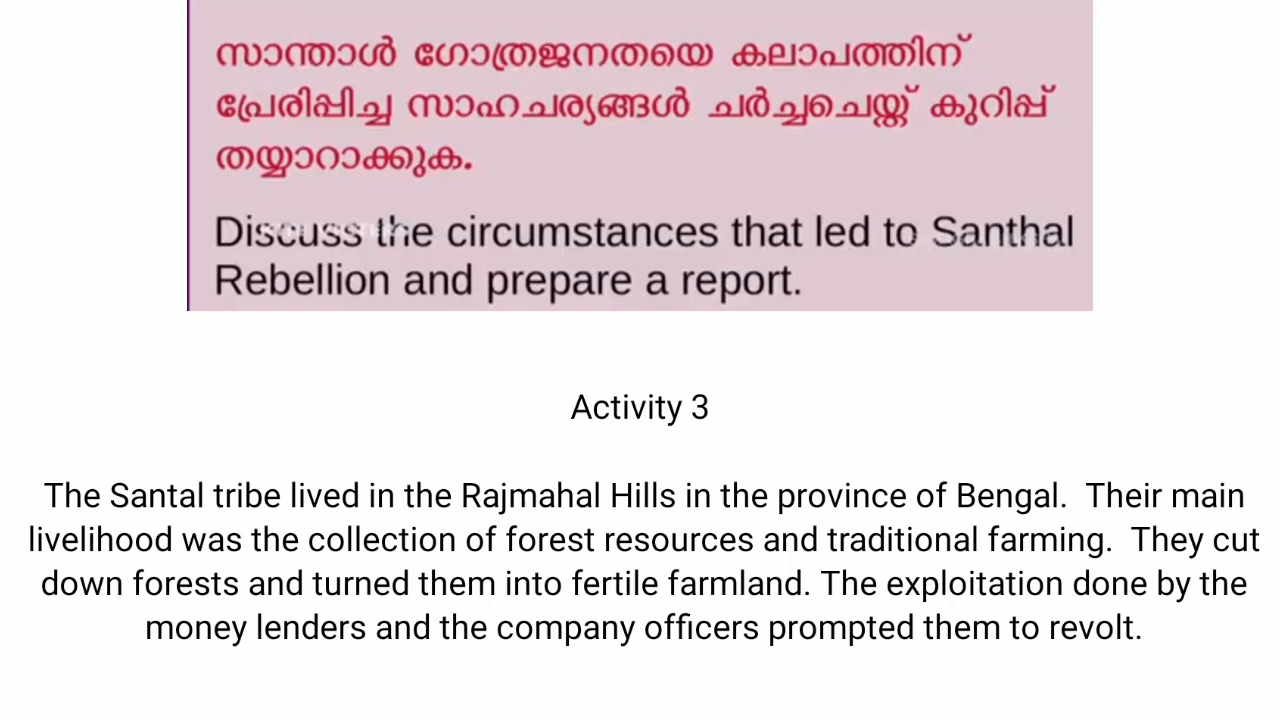 സാന്താൾ ഗോത്രജനതയെ കലാപത്തിന്
പ്രേരിപ്പിച്ച സാഹചര്യങ്ങൾ ചർച്ചചെയ്ത് കുറിപ്പ്
തയ്യാറാക്കുക.
Discuss the circumstances that led to Santhal
Rebellion and prepare a report.
Activity 3
The Santal tribe lived in the Rajmahal Hills in the province of Bengal.  Their main
livelihood was the collection of forest resources and traditional farming.  They cut
down forests and turned them into fertile farmland. The exploitation done by the
money lenders and the company officers prompted them to revolt.